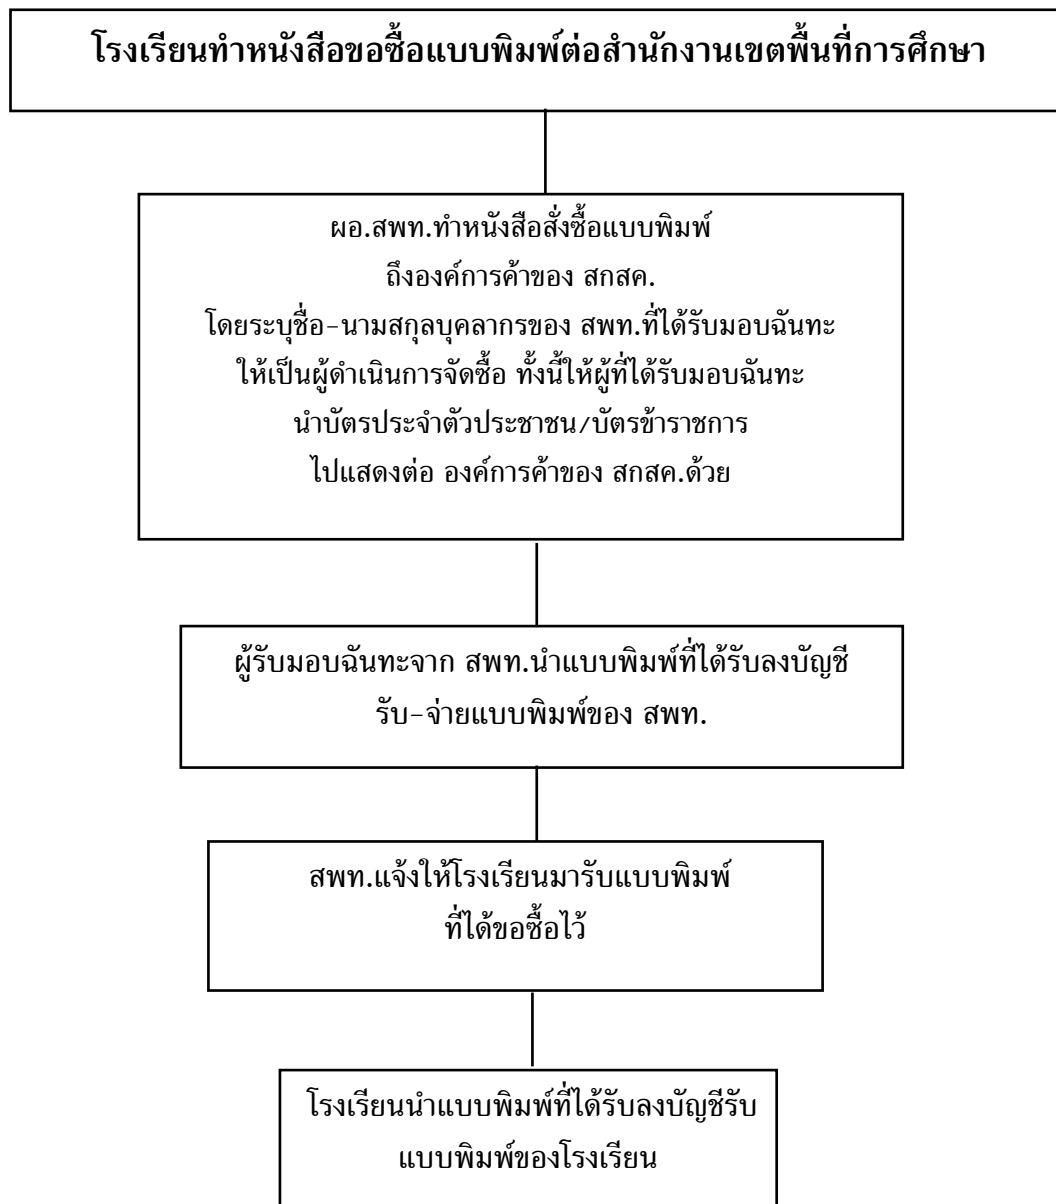 โรงเรียนทำหนังสือขอซื้อแบบพิมพ์ต่อสำนักงานเขตพื้นที่การศึกษา
ผอ.สพท.ทำหนังสือสั่งซื้อแบบพิมพ์
ถึงองค์การค้าของ สกสค.
โดยระบุชื่อ-นามสกุลบุคลากรของ สพท.ที่ได้รับมอบฉันทะ
ให้เป็นผู้ดำเนินการจัดซื้อ ทั้งนี้ให้ผู้ที่ได้รับมอบฉันทะ
นำบัตรประจำตัวประชาชน/บัตรข้าราชการ
ไปแสดงต่อ องค์การค้าของ สกสค.ด้วย
ผู้รับมอบฉันทะจาก สพท.นำแบบพิมพ์ที่ได้รับลงบัญชี
รับ-จ่ายแบบพิมพ์ของ สพท.
สพท.แจ้งให้โรงเรียนมารับแบบพิมพ์
ที่ได้ขอซื้อไว้
โรงเรียนนำแบบพิมพ์ที่ได้รับลงบัญชีรับ
แบบพิมพ์ของโรงเรียน